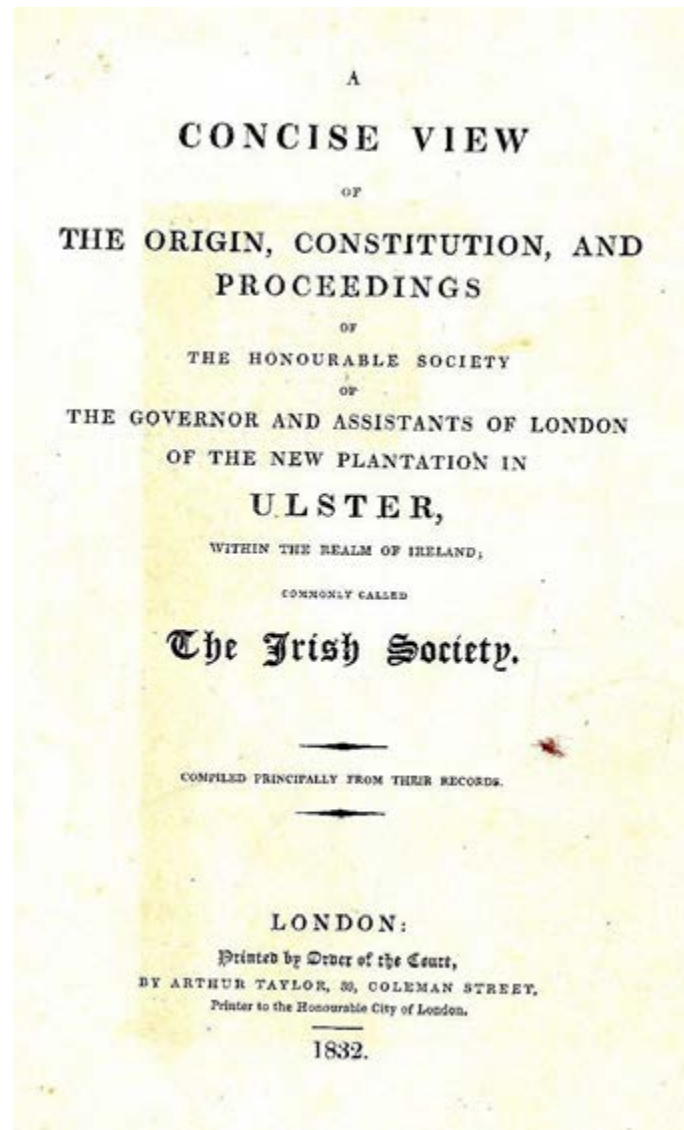 A
CONCISE VIEW
OF
THE ORIGIN, CONSTITUTION, AND
PROCEEDINGS
OF
THE HONOURABLE SOCIETY
OF
THE GOVERNOR AND ASSISTANTS OF LONDON
OF THE NEW PLANTATION IN
ULSTER,
WITHIN THE REALM OF IRELAND;
COMMONLY CALLED
The Irish Society.
COMPILED PRINCIPALLY FROM THEIR RECORDS.
LONDON:
Printed by Order of the Court,
BY ARTHUR TAYLOR, 39, COLEMAN STREET,
Printer to the Honourable City of London.
1832.